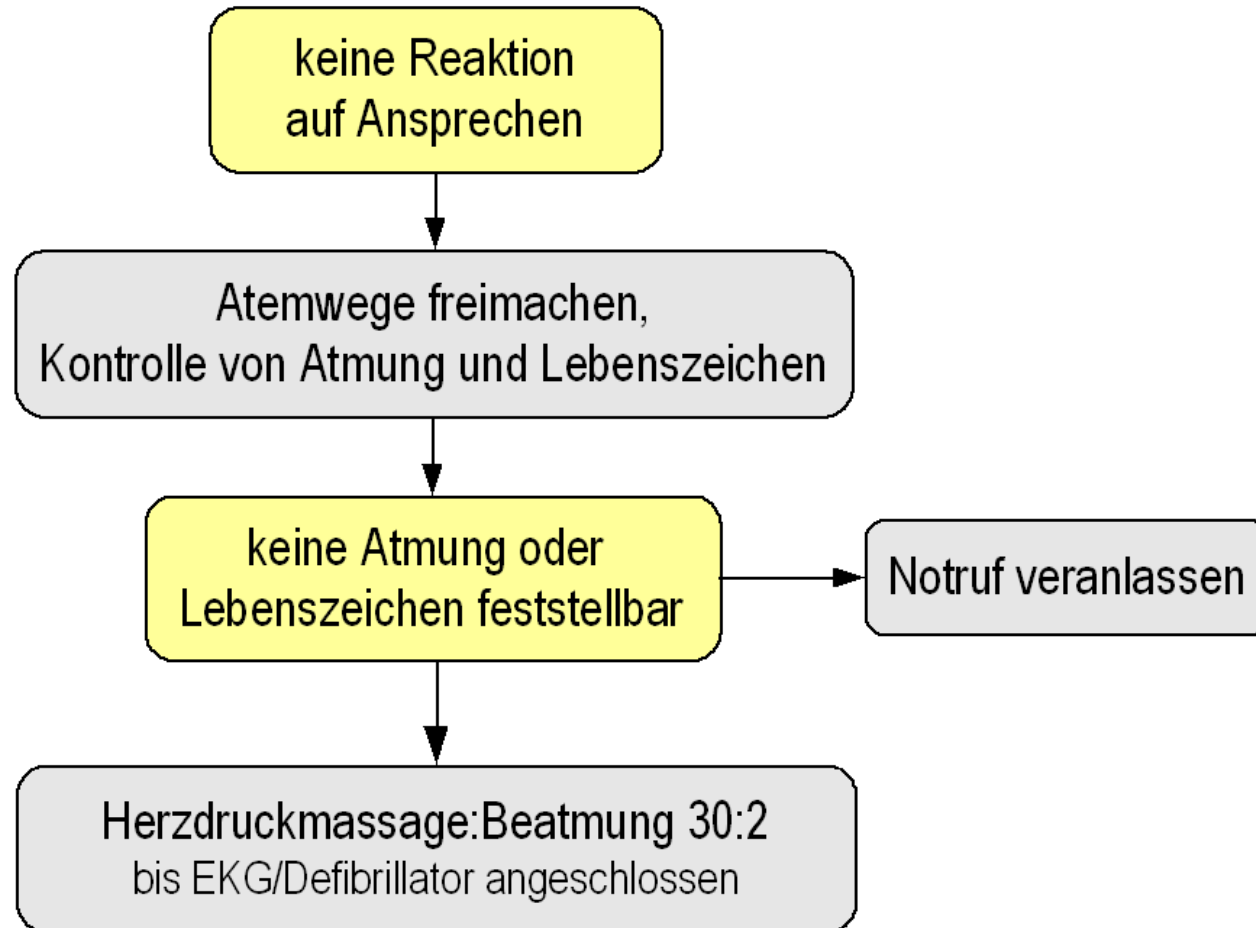 keine Reaktion
auf Ansprechen
Atemwege freimachen,
Kontrolle von Atmung und Lebenszeichen
keine Atmung oder
Lebenszeichen feststellbar
Notruf veranlassen
Herzdruckmassage:Beatmung 30:2
bis EKG/Defibrillator angeschlossen